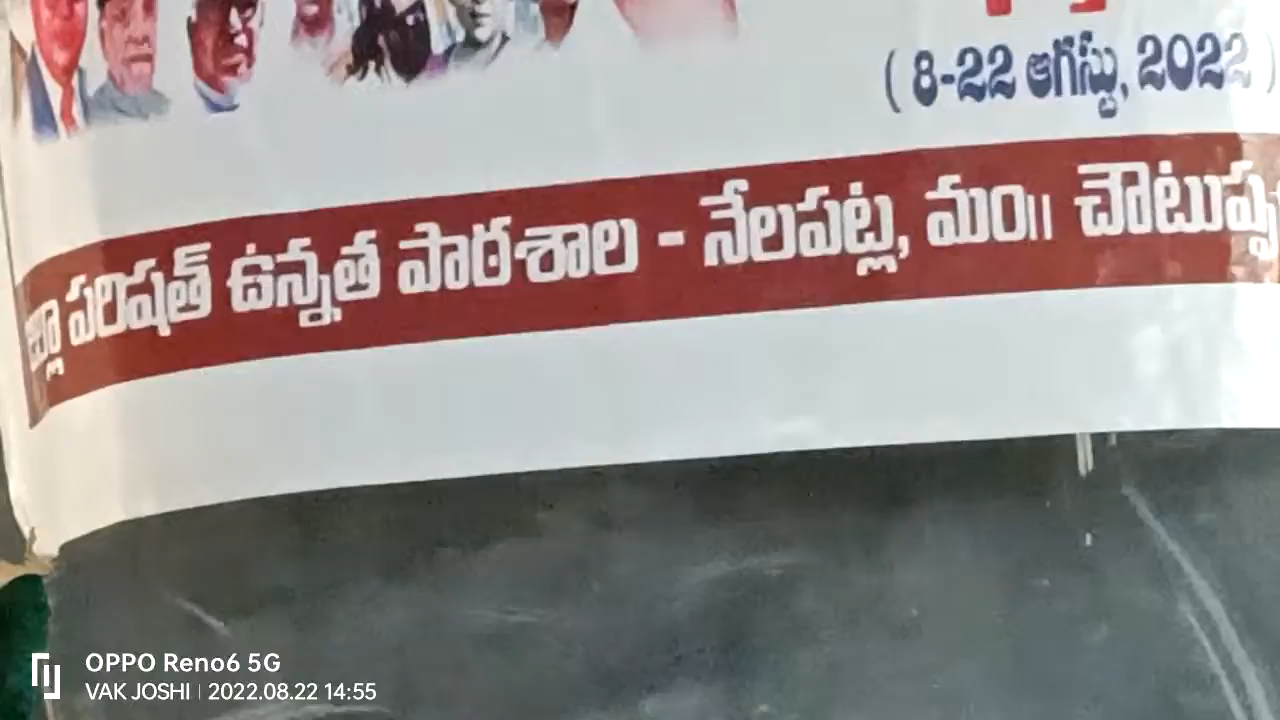 ( 8-22 ఆగస్టు, 2022 )
జిల్లా పరిషత్ ఉన్నత పాఠశాల - నేలపట్ల, మం॥ చౌటుప్ప
OPPO Reno6 5G
VAK JOSHI | 2022.08.22 14:55